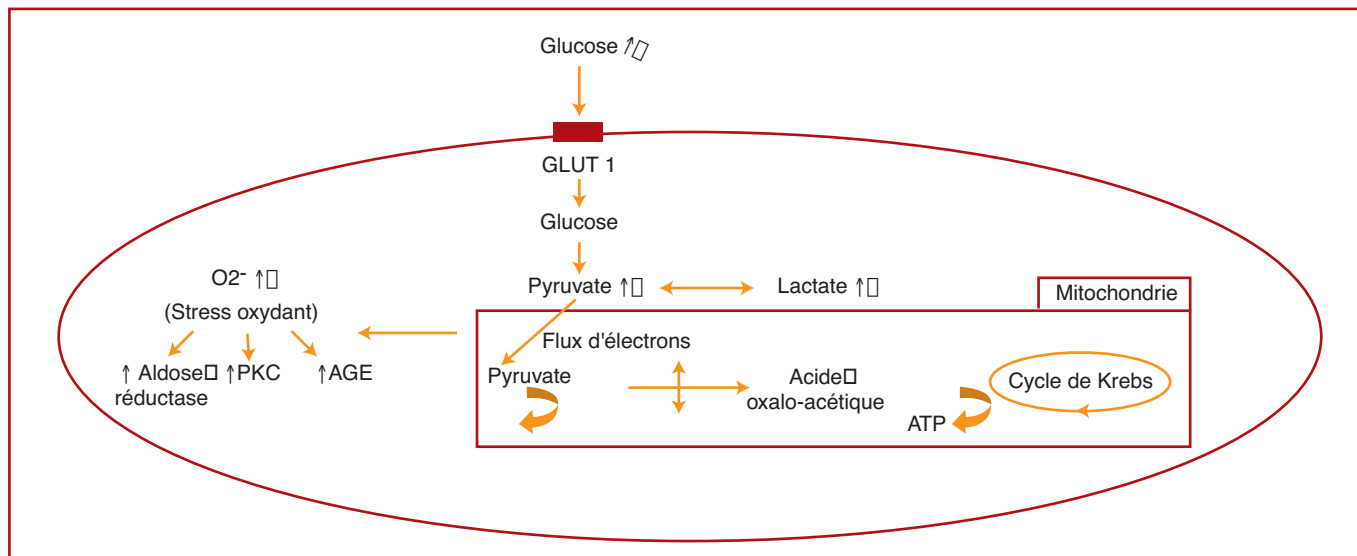 Glucose ↑
GLUT 1
Glucose
O2- ↑
(Stress oxydant)
↑ Aldose
réductase
↑PKC
↑AGE
Pyruvate ↑
Lactate ↑
Mitochondrie
Flux d'électrons
Pyruvate
Acide
oxalo-acétique
ATP
Cycle de Krebs